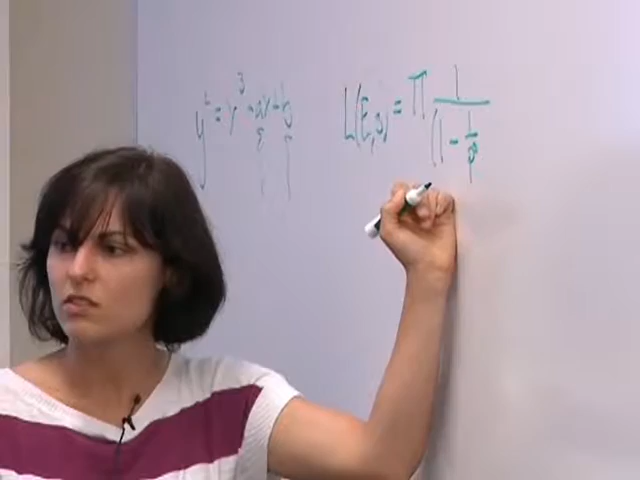 y² = x³ + ax + b
L(E,s) = ∏ 1
(1 - 1
p